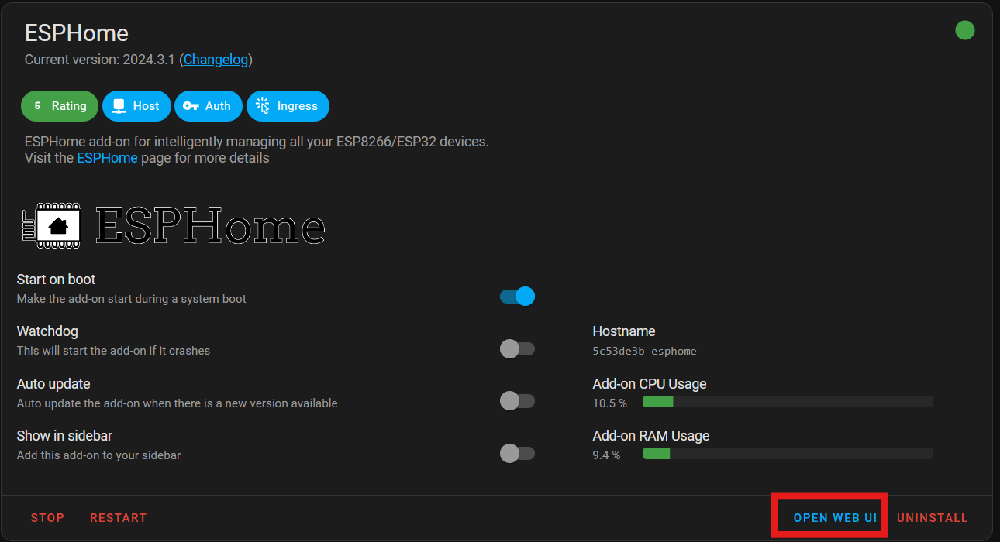 ESPHome
Current version: 2024.3.1 (Changelog)
6 Rating Host Auth Ingress
ESPHome add-on for intelligently managing all your ESP8266/ESP32 devices.
Visit the ESPHome page for more details
ESPHome
Start on boot
Make the add-on start during a system boot
Watchdog
This will start the add-on if it crashes
Hostname
5c53de3b-esphome
Auto update
Auto update the add-on when there is a new version available
Add-on CPU Usage
10.5 %
Show in sidebar
Add this add-on to your sidebar
Add-on RAM Usage
9.4 %
STOP RESTART OPEN WEB UI UNINSTALL